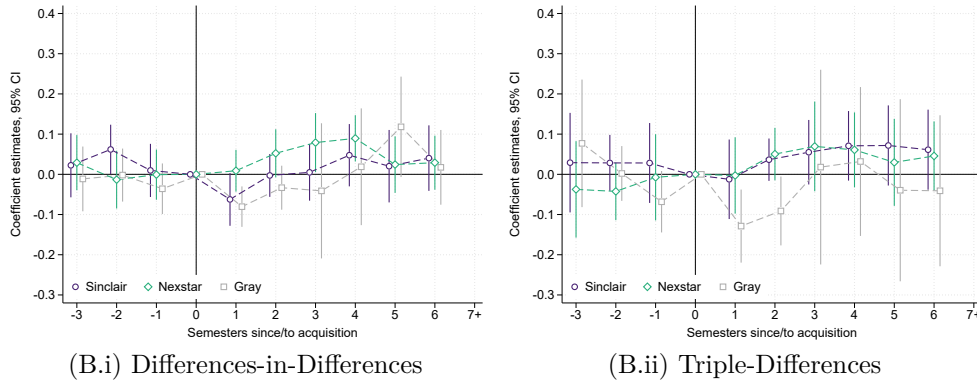 0.4
0.3
0.2
0.1
0.0
-0.1
-0.2
-0.3
Coefficient estimates, 95% CI
Sinclair Nexstar Gray
-3 -2 -1 0 1 2 3 4 5 6 7+
Semesters since/to acquisition
(B.i) Differences-in-Differences
0.4
0.3
0.2
0.1
0.0
-0.1
-0.2
-0.3
Coefficient estimates, 95% CI
Sinclair Nexstar Gray
-3 -2 -1 0 1 2 3 4 5 6 7+
Semesters since/to acquisition
(B.ii) Triple-Differences